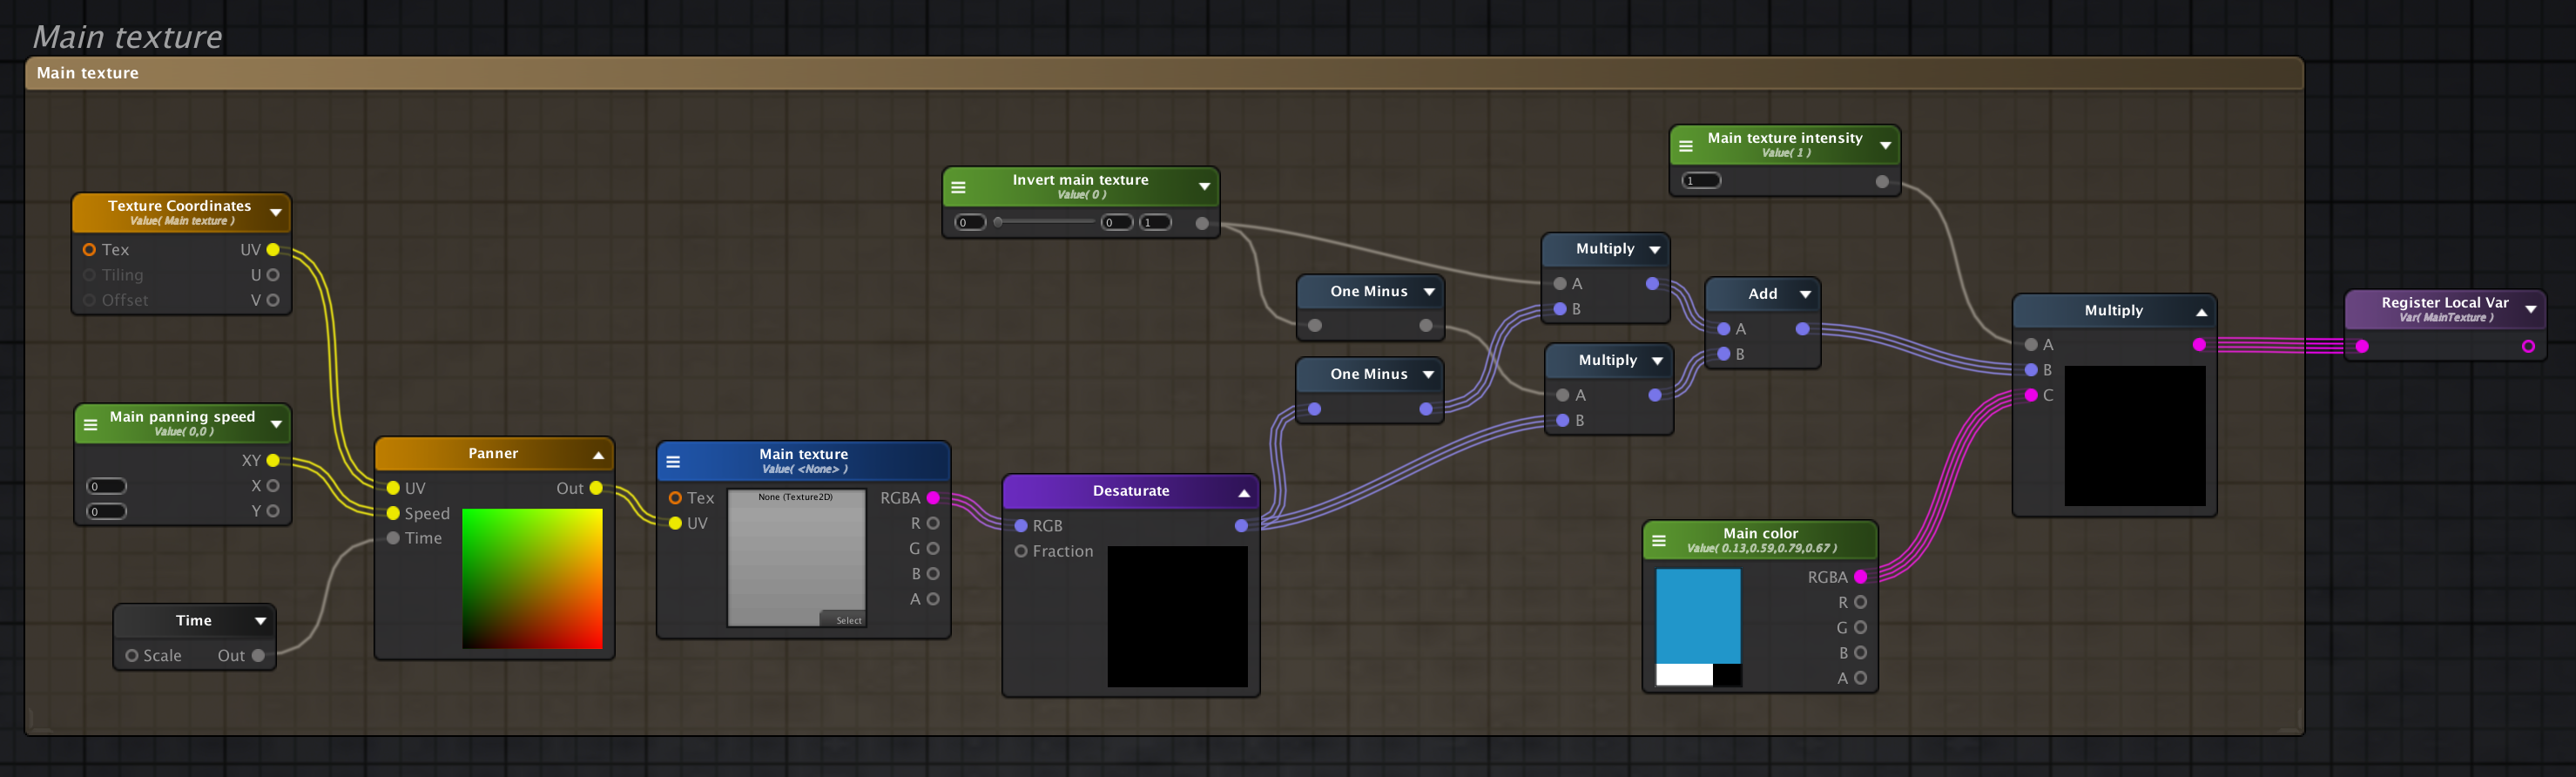 Main texture
Main texture
Texture Coordinates
Value( Main texture )
Tex
UV
Tiling
U
Offset
V
Main panning speed
Value( 0,0 )
XY
0
X
0
Y
Time
Scale
Out
Panner
UV
Out
Speed
Time
Main texture
Value( <None> )
Tex
None (Texture2D)
RGBA
UV
R
G
B
A
Select
Desaturate
RGB
Fraction
Invert main texture
Value( 0 )
0
0
1
One Minus
One Minus
Multiply
A
B
Multiply
A
B
Add
A
B
Main texture intensity
Value( 1 )
1
Main color
Value( 0.13,0.59,0.79,0.67 )
RGBA
R
G
B
A
Multiply
A
B
C
Register Local Var
Var( MainTexture )